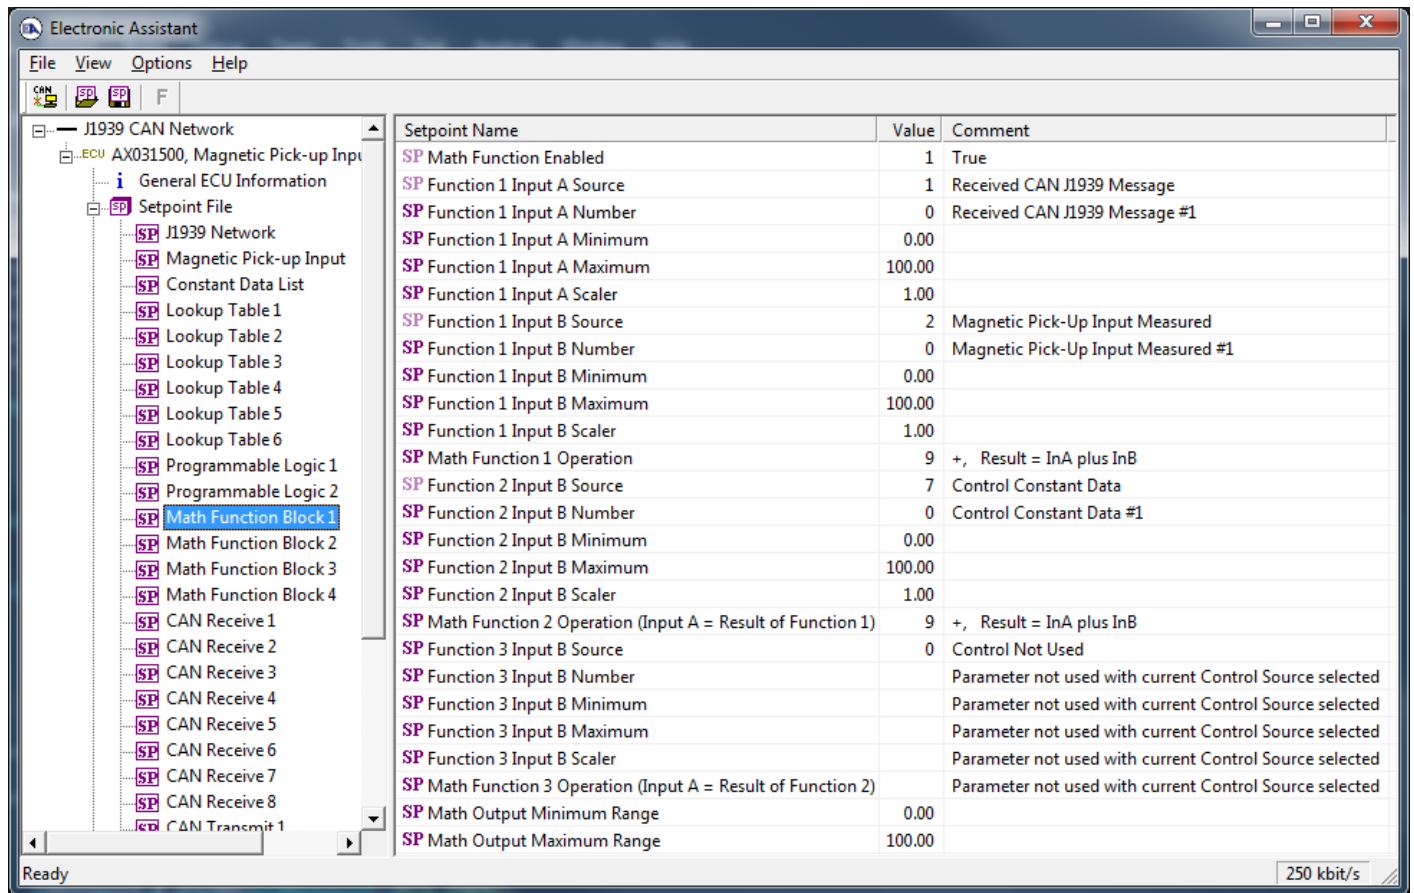 Electronic Assistant
File View Options Help
CAN SP SP F
J1939 CAN Network
ECU AX031500, Magnetic Pick-up Inpu
i General ECU Information
SP Setpoint File
SP J1939 Network
SP Magnetic Pick-up Input
SP Constant Data List
SP Lookup Table 1
SP Lookup Table 2
SP Lookup Table 3
SP Lookup Table 4
SP Lookup Table 5
SP Lookup Table 6
SP Programmable Logic 1
SP Programmable Logic 2
SP Math Function Block 1
SP Math Function Block 2
SP Math Function Block 3
SP Math Function Block 4
SP CAN Receive 1
SP CAN Receive 2
SP CAN Receive 3
SP CAN Receive 4
SP CAN Receive 5
SP CAN Receive 6
SP CAN Receive 7
SP CAN Receive 8
SP CAN Transmit 1
Setpoint Name Value Comment
SP Math Function Enabled 1 True
SP Function 1 Input A Source 1 Received CAN J1939 Message
SP Function 1 Input A Number 0 Received CAN J1939 Message #1
SP Function 1 Input A Minimum 0.00
SP Function 1 Input A Maximum 100.00
SP Function 1 Input A Scaler 1.00
SP Function 1 Input B Source 2 Magnetic Pick-Up Input Measured
SP Function 1 Input B Number 0 Magnetic Pick-Up Input Measured #1
SP Function 1 Input B Minimum 0.00
SP Function 1 Input B Maximum 100.00
SP Function 1 Input B Scaler 1.00
SP Math Function 1 Operation 9 +, Result = InA plus InB
SP Function 2 Input B Source 7 Control Constant Data
SP Function 2 Input B Number 0 Control Constant Data #1
SP Function 2 Input B Minimum 0.00
SP Function 2 Input B Maximum 100.00
SP Function 2 Input B Scaler 1.00
SP Math Function 2 Operation (Input A = Result of Function 1) 9 +, Result = InA plus InB
SP Function 3 Input B Source 0 Control Not Used
SP Function 3 Input B Number Parameter not used with current Control Source selected
SP Function 3 Input B Minimum Parameter not used with current Control Source selected
SP Function 3 Input B Maximum Parameter not used with current Control Source selected
SP Function 3 Input B Scaler Parameter not used with current Control Source selected
SP Math Function 3 Operation (Input A = Result of Function 2) Parameter not used with current Control Source selected
SP Math Output Minimum Range 0.00
SP Math Output Maximum Range 100.00
Ready 250 kbit/s